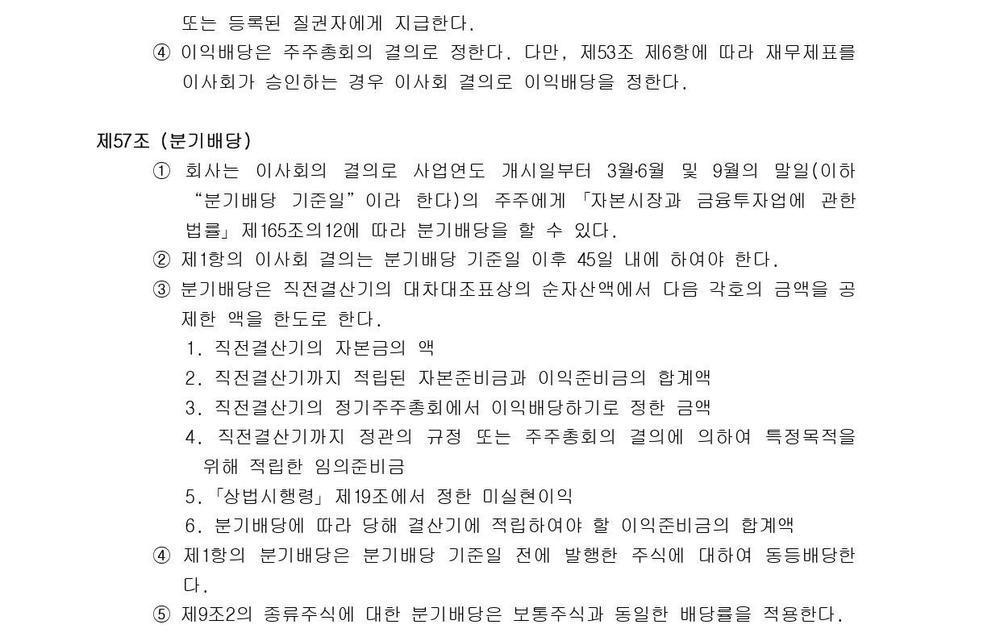 또는 등록된 질권자에게 지급한다.
④ 이익배당은 주주총회의 결의로 정한다. 다만, 제53조 제6항에 따라 재무제표를
이사회가 승인하는 경우 이사회 결의로 이익배당을 정한다.
제57조 (분기배당)
① 회사는 이사회의 결의로 사업연도 개시일부터 3월·6월 및 9월의 말일(이하
“분기배당 기준일”이라 한다)의 주주에게 「자본시장과 금융투자업에 관한
법률」 제165조의12에 따라 분기배당을 할 수 있다.
② 제1항의 이사회 결의는 분기배당 기준일 이후 45일 내에 하여야 한다.
③ 분기배당은 직전결산기의 대차대조표상의 순자산액에서 다음 각호의 금액을 공
제한 액을 한도로 한다.
1. 직전결산기의 자본금의 액
2. 직전결산기까지 적립된 자본준비금과 이익준비금의 합계액
3. 직전결산기의 정기주주총회에서 이익배당하기로 정한 금액
4. 직전결산기까지 정관의 규정 또는 주주총회의 결의에 의하여 특정목적을
위해 적립한 임의준비금
5. 「상법시행령」 제19조에서 정한 미실현이익
6. 분기배당에 따라 당해 결산기에 적립하여야 할 이익준비금의 합계액
④ 제1항의 분기배당은 분기배당 기준일 전에 발행한 주식에 대하여 동등배당한
다.
⑤ 제9조2의 종류주식에 대한 분기배당은 보통주식과 동일한 배당률을 적용한다.